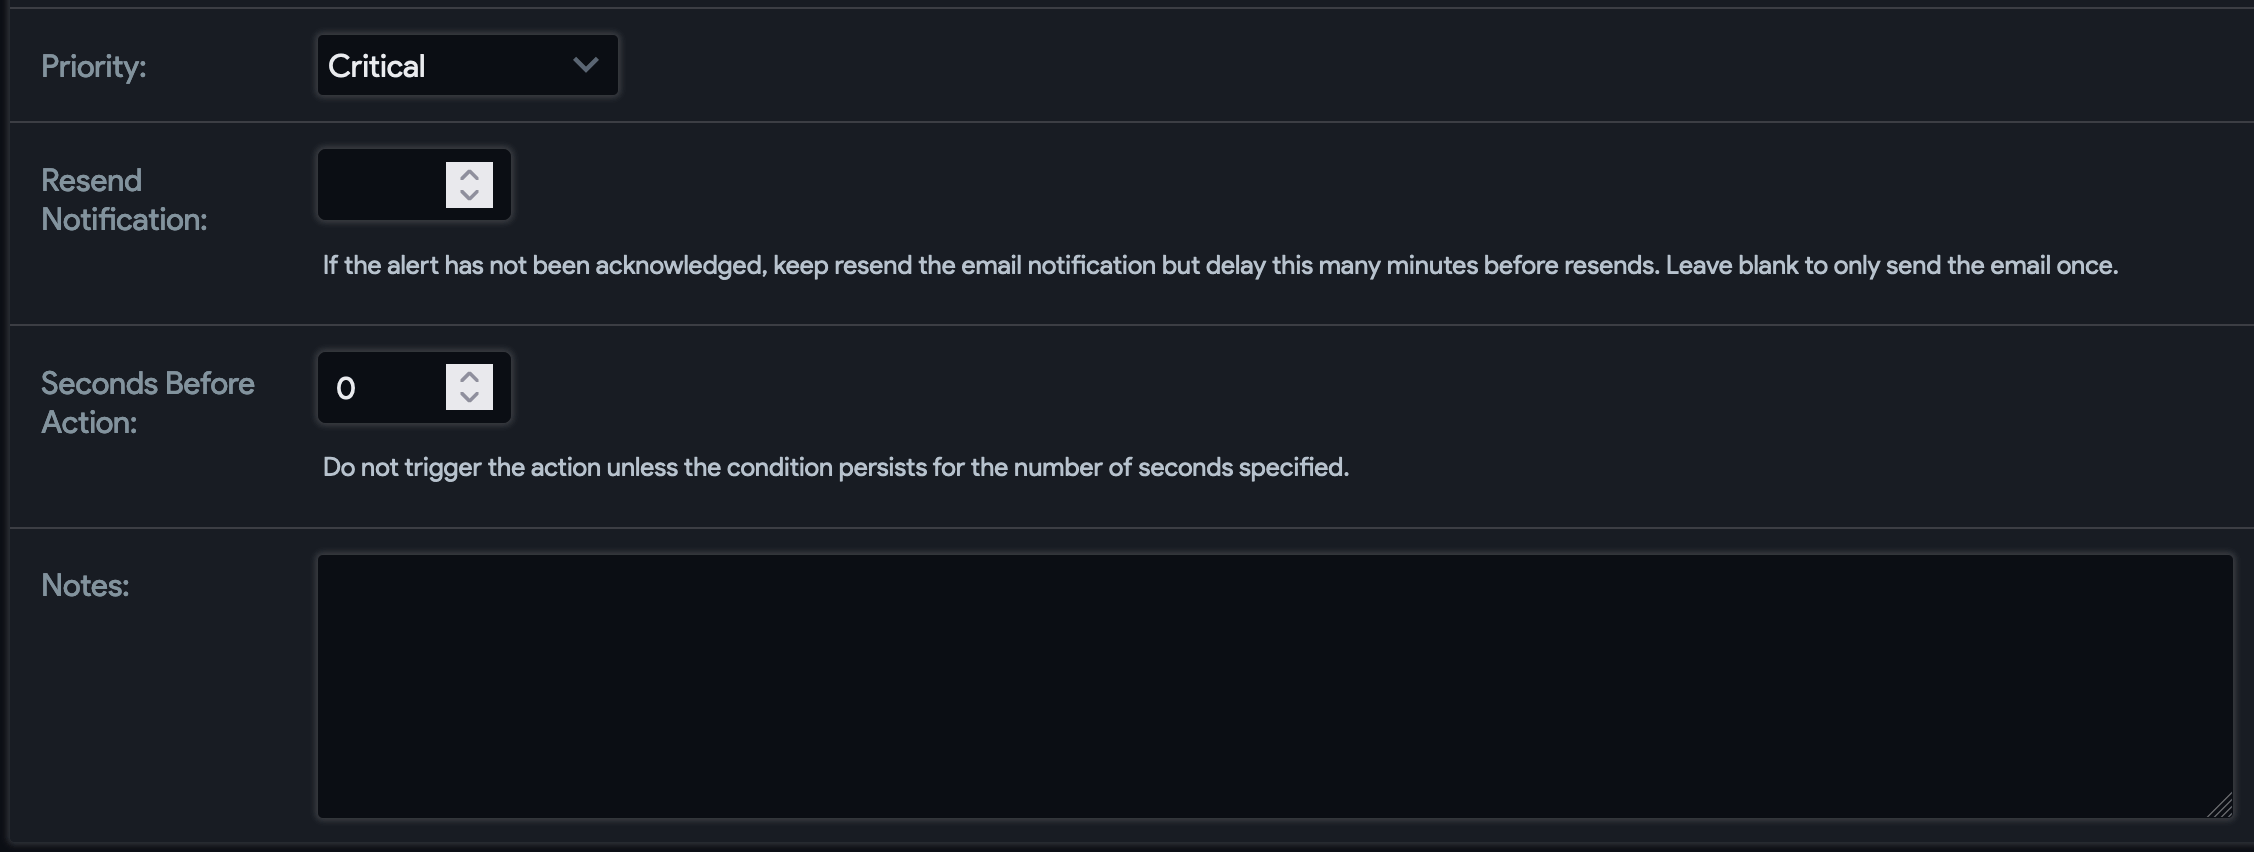 Priority:
Critical
Resend
Notification:
If the alert has not been acknowledged, keep resend the email notification but delay this many minutes before resends. Leave blank to only send the email once.
Seconds Before
Action:
0
Do not trigger the action unless the condition persists for the number of seconds specified.
Notes: